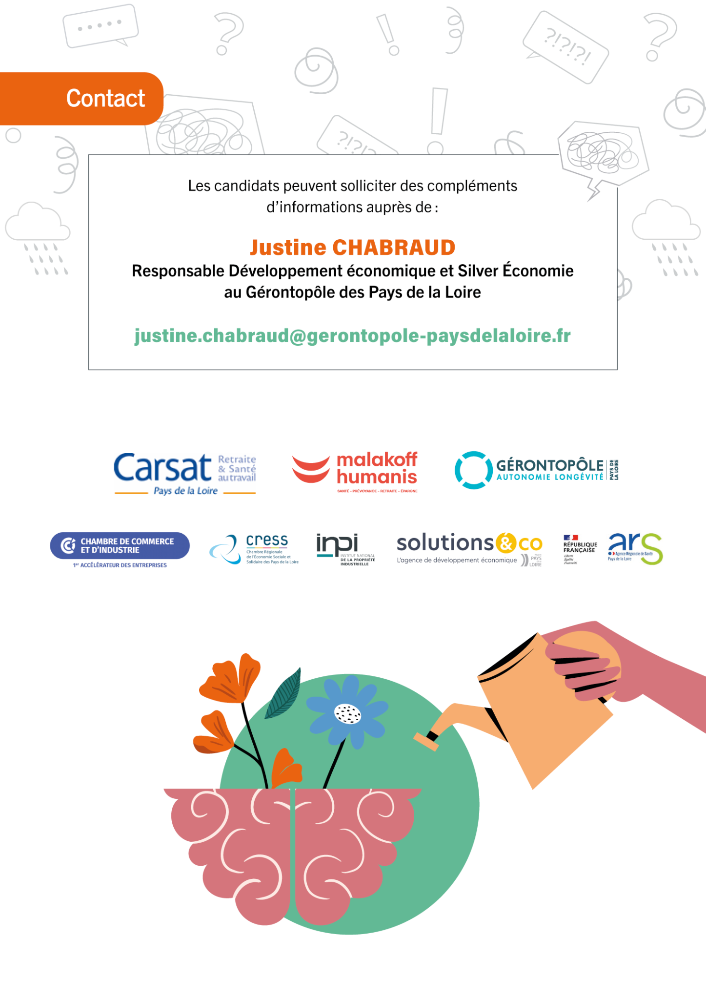 ?!?!?!
Contact
?!?!?
Les candidats peuvent solliciter des compléments
d’informations auprès de :
Justine CHABRAUD
Responsable Développement économique et Silver Économie
au Gérontopôle des Pays de la Loire
justine.chabraud@gerontopole-paysdelaloire.fr
Carsat Retraite
& Santé
au travail
Pays de la Loire
malakoff
humanis
SANTÉ – PRÉVOYANCE – RETRAITE – ÉPARGNE
GÉRONTOPÔLE
AUTONOMIE LONGÉVITÉ
PAYS DE
LA LOIRE
CHAMBRE DE COMMERCE
ET D’INDUSTRIE
1er ACCÉLÉRATEUR DES ENTREPRISES
cress
Chambre Régionale
de l’Économie Sociale et
Solidaire des Pays de la Loire
inpi
INSTITUT NATIONAL
DE LA PROPRIÉTÉ
INDUSTRIELLE
solutions&co
L’agence de développement économique
Région
PAYS
DE LA
LOIRE
RÉPUBLIQUE
FRANÇAISE
Liberté
Égalité
Fraternité
ars
Agence Régionale de Santé
Pays de la Loire